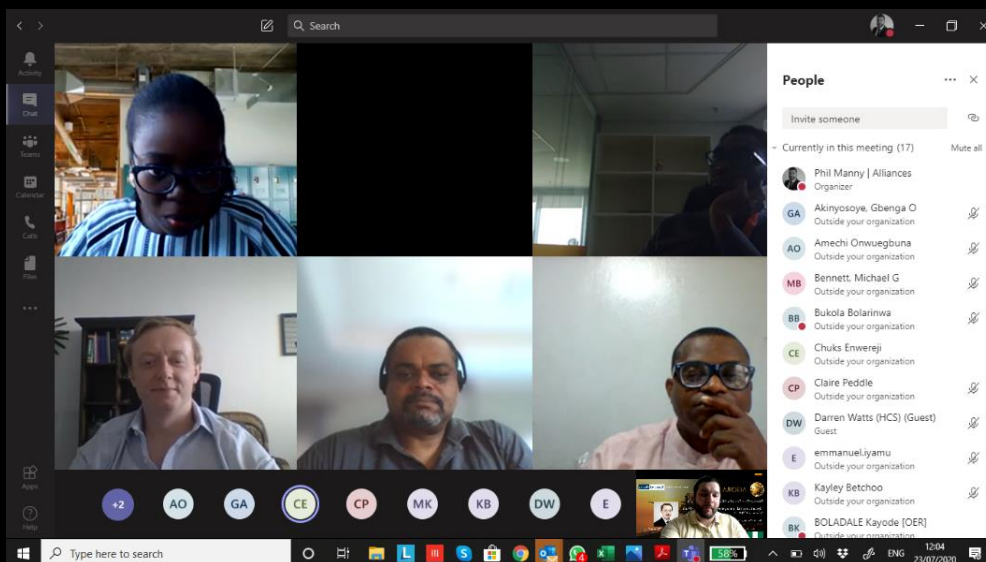 Search
Activity
Chat
Teams
Calendar
Calls
Files
Apps
Help
+2
AO
GA
CE
CP
MK
KB
DW
E
People
Invite someone
Currently in this meeting (17)
Mute all
Phil Manny | Alliances
Organizer
GA
Akinyosoye, Gbenga O
Outside your organization
AO
Amechi Onwuegbuna
Outside your organization
MB
Bennett, Michael G
Outside your organization
BB
Bukola Bolarinwa
Outside your organization
CE
Chuks Enwereji
Outside your organization
CP
Claire Peddle
Outside your organization
DW
Darren Watts (HCS) (Guest)
Guest
E
emmanuel.iyamu
Outside your organization
KB
Kayley Betchoo
Outside your organization
BK
BOLADALE Kayode [OER]
Outside your organization
Type here to search
58%
ENG
12:04
23/07/2020